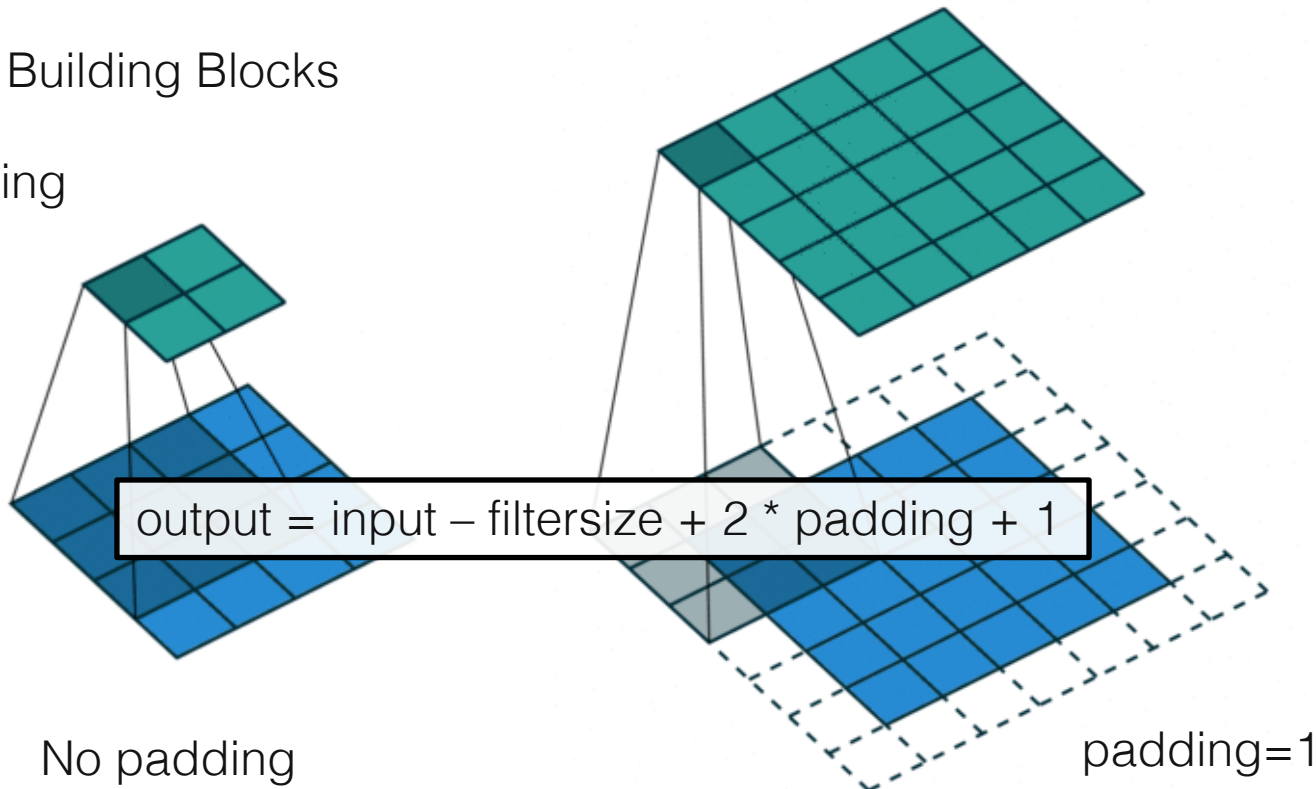 Building Blocks
ing
output = input – filtersize + 2 * padding + 1
No padding
padding=1